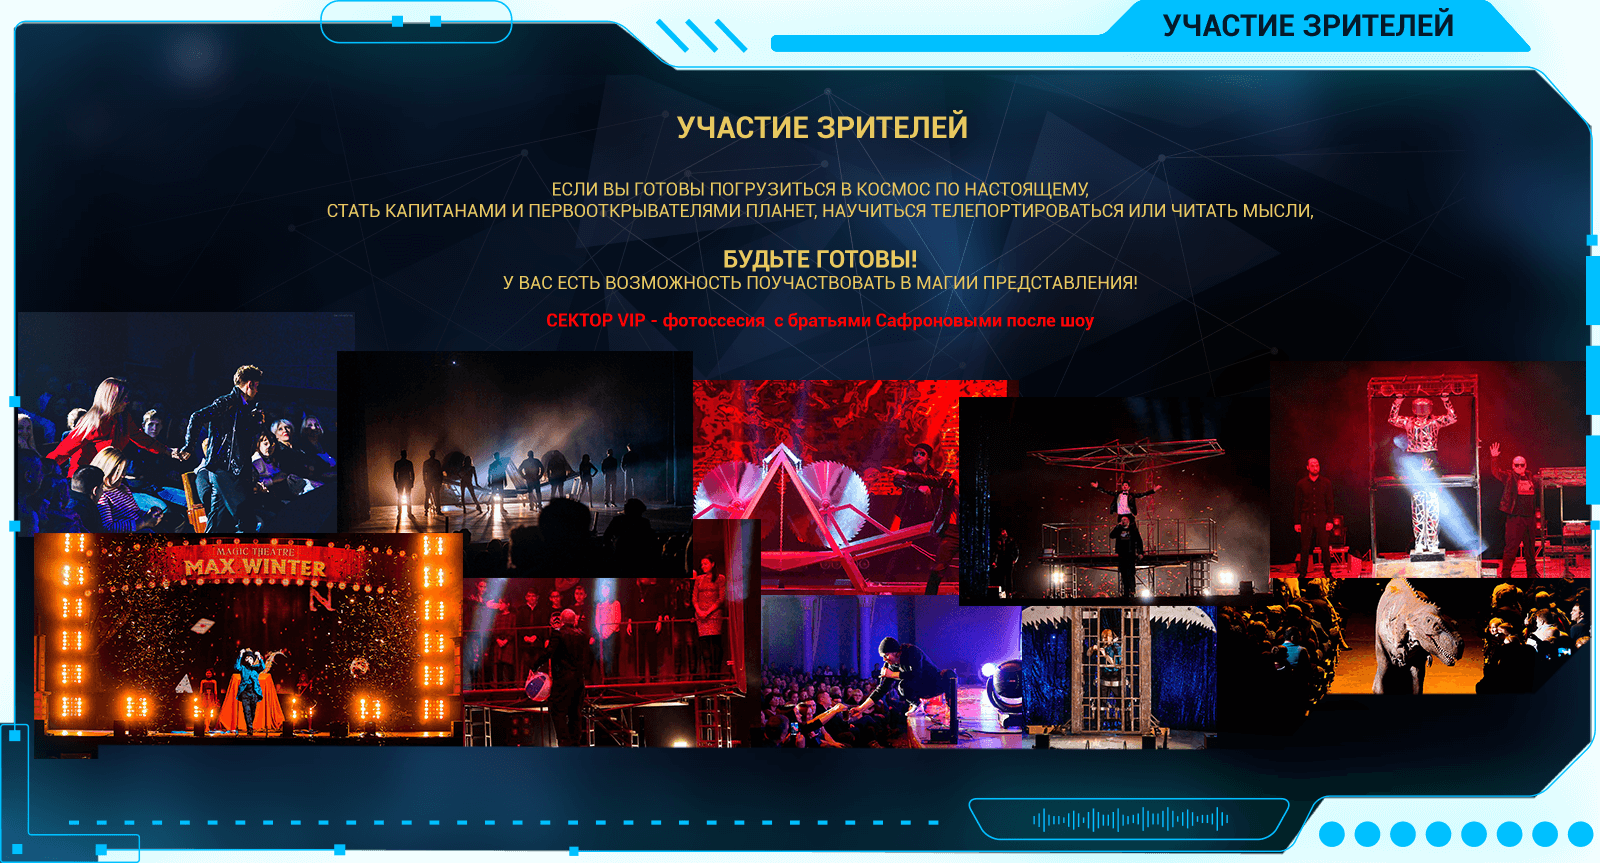 УЧАСТИЕ ЗРИТЕЛЕЙ
УЧАСТИЕ ЗРИТЕЛЕЙ
ЕСЛИ ВЫ ГОТОВЫ ПОГРУЗИТЬСЯ В КОСМОС ПО НАСТОЯЩЕМУ,
СТАТЬ КАПИТАНАМИ И ПЕРВООТКРЫВАТЕЛЯМИ ПЛАНЕТ, НАУЧИТЬСЯ ТЕЛЕПОРТИРОВАТЬСЯ ИЛИ ЧИТАТЬ МЫСЛИ,
БУДЬТЕ ГОТОВЫ!
У ВАС ЕСТЬ ВОЗМОЖНОСТЬ ПОУЧАСТВОВАТЬ В МАГИИ ПРЕДСТАВЛЕНИЯ!
СЕКТОР VIP - фотоссесия с братьями Сафроновыми после шоу
MAGIC THEATRE
MAX WINTER